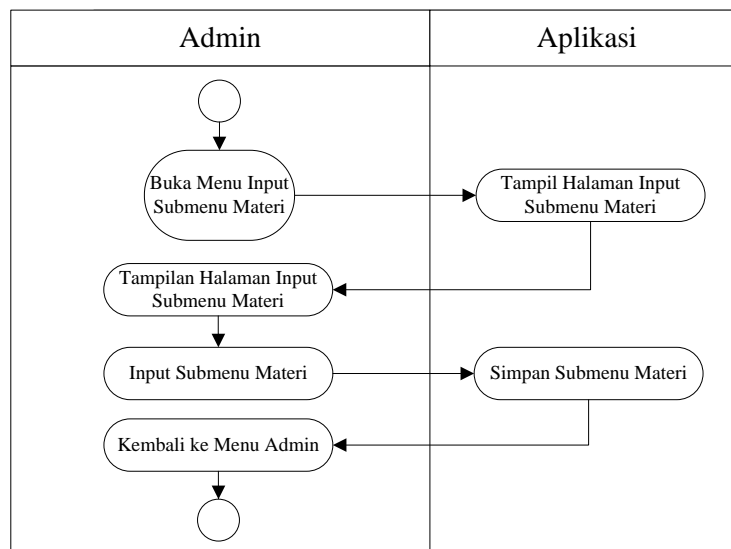 Admin
Aplikasi
Buka Menu Input
Submenu Materi
Tampil Halaman Input
Submenu Materi
Tampilan Halaman Input
Submenu Materi
Input Submenu Materi
Simpan Submenu Materi
Kembali ke Menu Admin